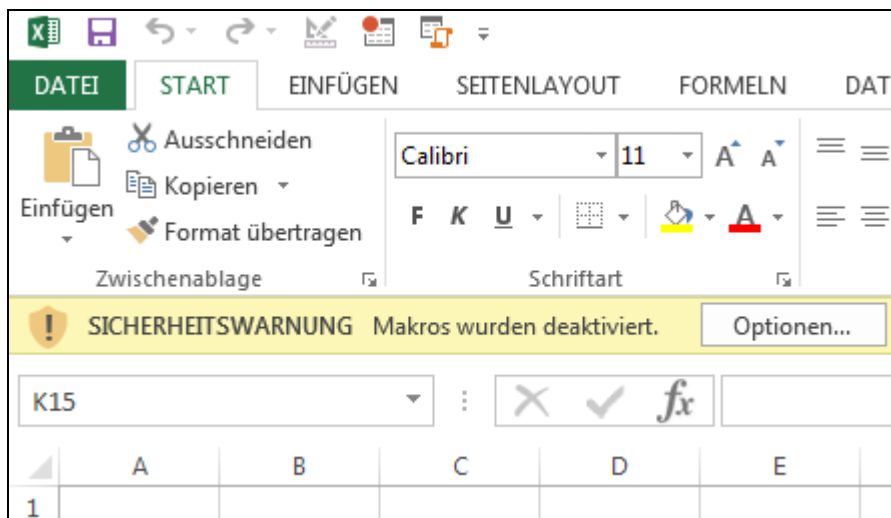 DATEI START EINFÜGEN SEITENLAYOUT FORMELN DAT
Ausschneiden
Kopieren
Format übertragen
Einfügen
Calibri 11 A A
F K U A
Zwischenablage Schriftart
! SICHERHEITSWARNUNG Makros wurden deaktiviert. Optionen...
K15 fx
A B C D E
1